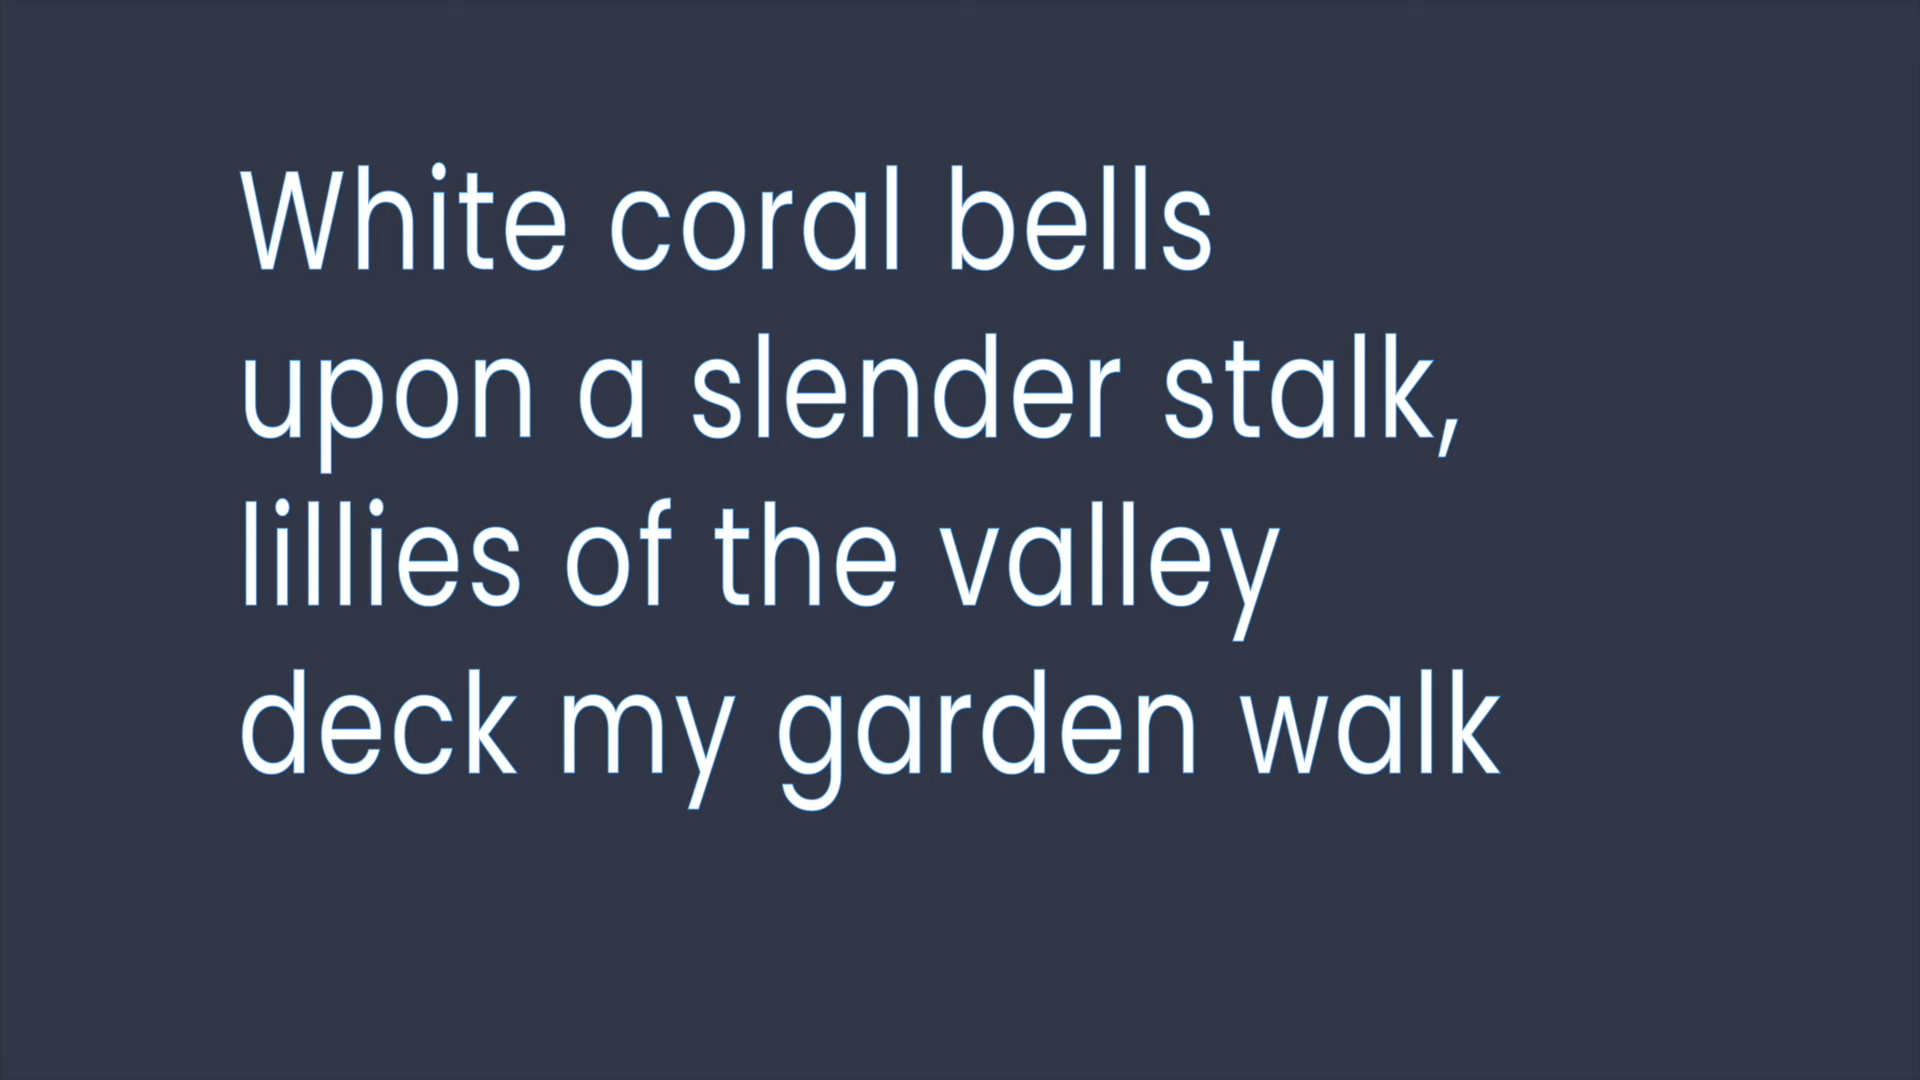 White coral bells
upon a slender stalk,
lillies of the valley
deck my garden walk